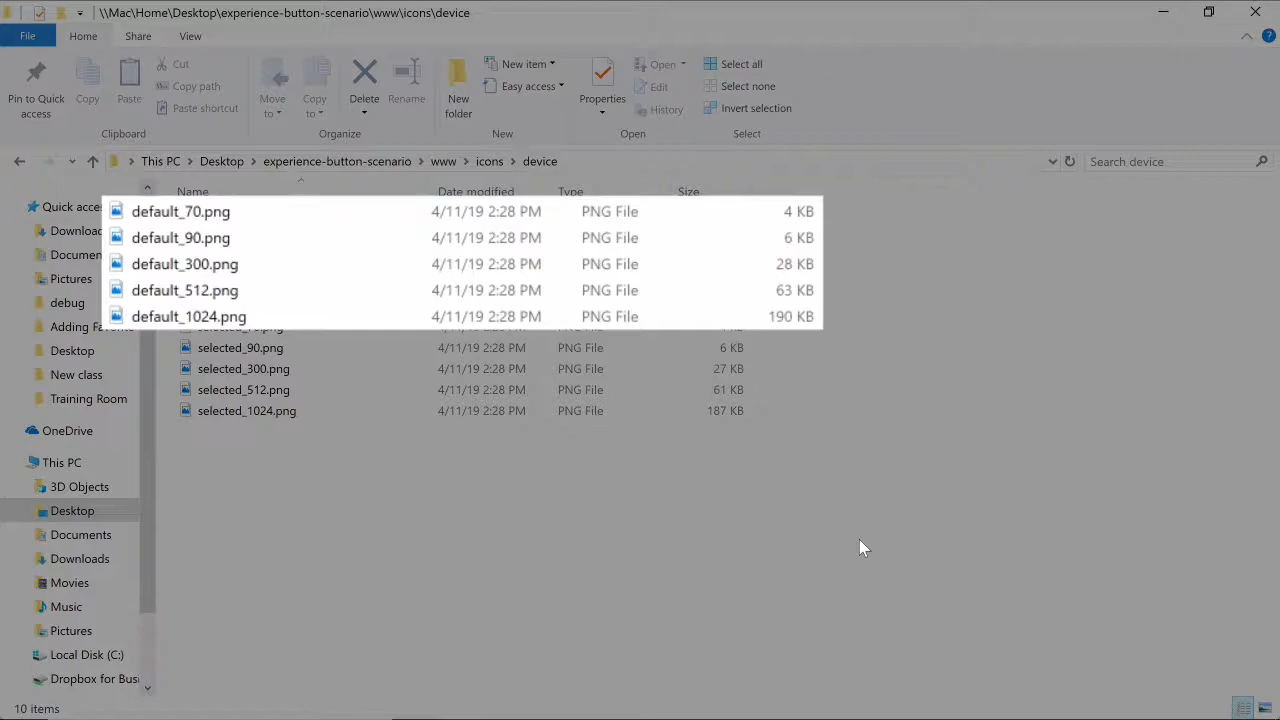 \\Mac\Home\Desktop\experience-button-scenario\www\icons\device
File Home Share View
Pin to Quick access
Copy
Paste
Cut
Copy path
Paste shortcut
Clipboard
Move to
Copy to
Delete
Rename
Organize
New folder
New item
Easy access
New
Properties
Open
Edit
History
Open
Select all
Select none
Invert selection
Select
This PC > Desktop > experience-button-scenario > www > icons > device
Search device
Name Date modified Type Size
default_70.png 4/11/19 2:28 PM PNG File 4 KB
default_90.png 4/11/19 2:28 PM PNG File 6 KB
default_300.png 4/11/19 2:28 PM PNG File 28 KB
default_512.png 4/11/19 2:28 PM PNG File 63 KB
default_1024.png 4/11/19 2:28 PM PNG File 190 KB
selected_90.png 4/11/19 2:28 PM PNG File 6 KB
selected_300.png 4/11/19 2:28 PM PNG File 27 KB
selected_512.png 4/11/19 2:28 PM PNG File 61 KB
selected_1024.png 4/11/19 2:28 PM PNG File 187 KB
Quick acce
Downloa
Documen
Pictures
debug
Adding
Desktop
New class
Training Room
OneDrive
This PC
3D Objects
Desktop
Documents
Downloads
Movies
Music
Pictures
Local Disk (C:)
Dropbox for Bus
10 items